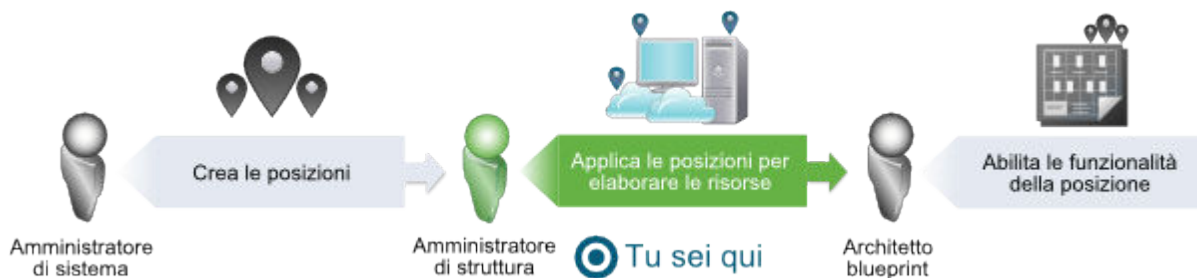 Crea le posizioni
Applica le posizioni per
elaborare le risorse
Abilita le funzionalità
della posizione
Amministratore
di sistema
Amministratore
di struttura
Tu sei qui
Architetto
blueprint